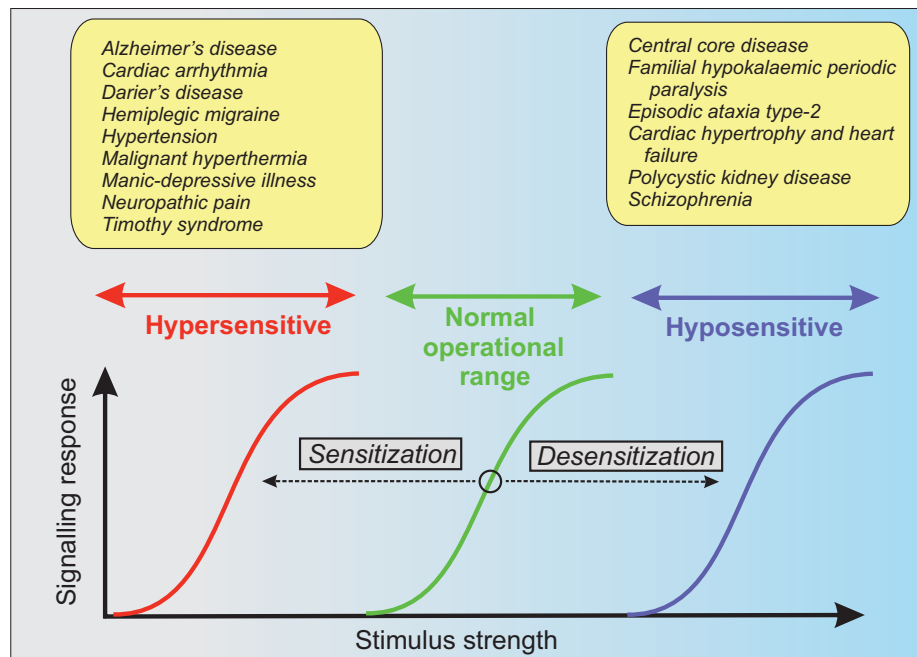 Alzheimer's disease
Cardiac arrhythmia
Darier's disease
Hemiplegic migraine
Hypertension
Malignant hyperthermia
Manic-depressive illness
Neuropathic pain
Timothy syndrome
Central core disease
Familial hypokalaemic periodic
paralysis
Episodic ataxia type-2
Cardiac hypertrophy and heart
failure
Polycystic kidney disease
Schizophrenia
Hypersensitive
Normal
operational
range
Hyposensitive
Signalling response
Sensitization
Desensitization
Stimulus strength